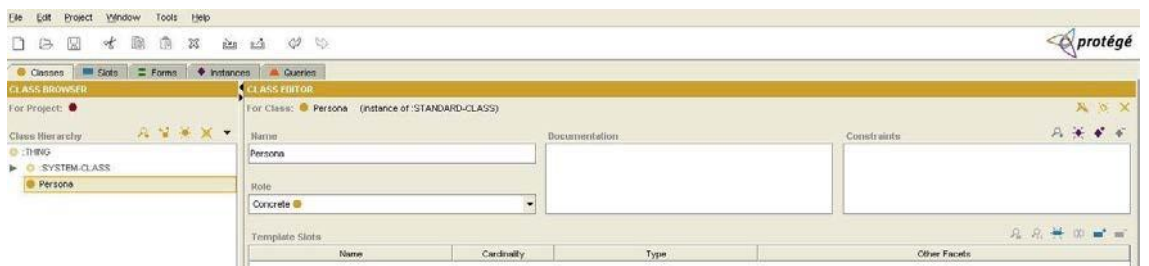 File Edit Project Window Tools Help
protégé
Classes Slots Forms Instances Queries
CLASS BROWSER
CLASS EDITOR
For Project:
For Class: Persona (instance of :STANDARD-CLASS)
Class Hierarchy
Name
Documentation
Constraints
:THING
Persona
:SYSTEM-CLASS
Persona
Role
Concrete
Template Slots
Name Cardinality Type Other Facets